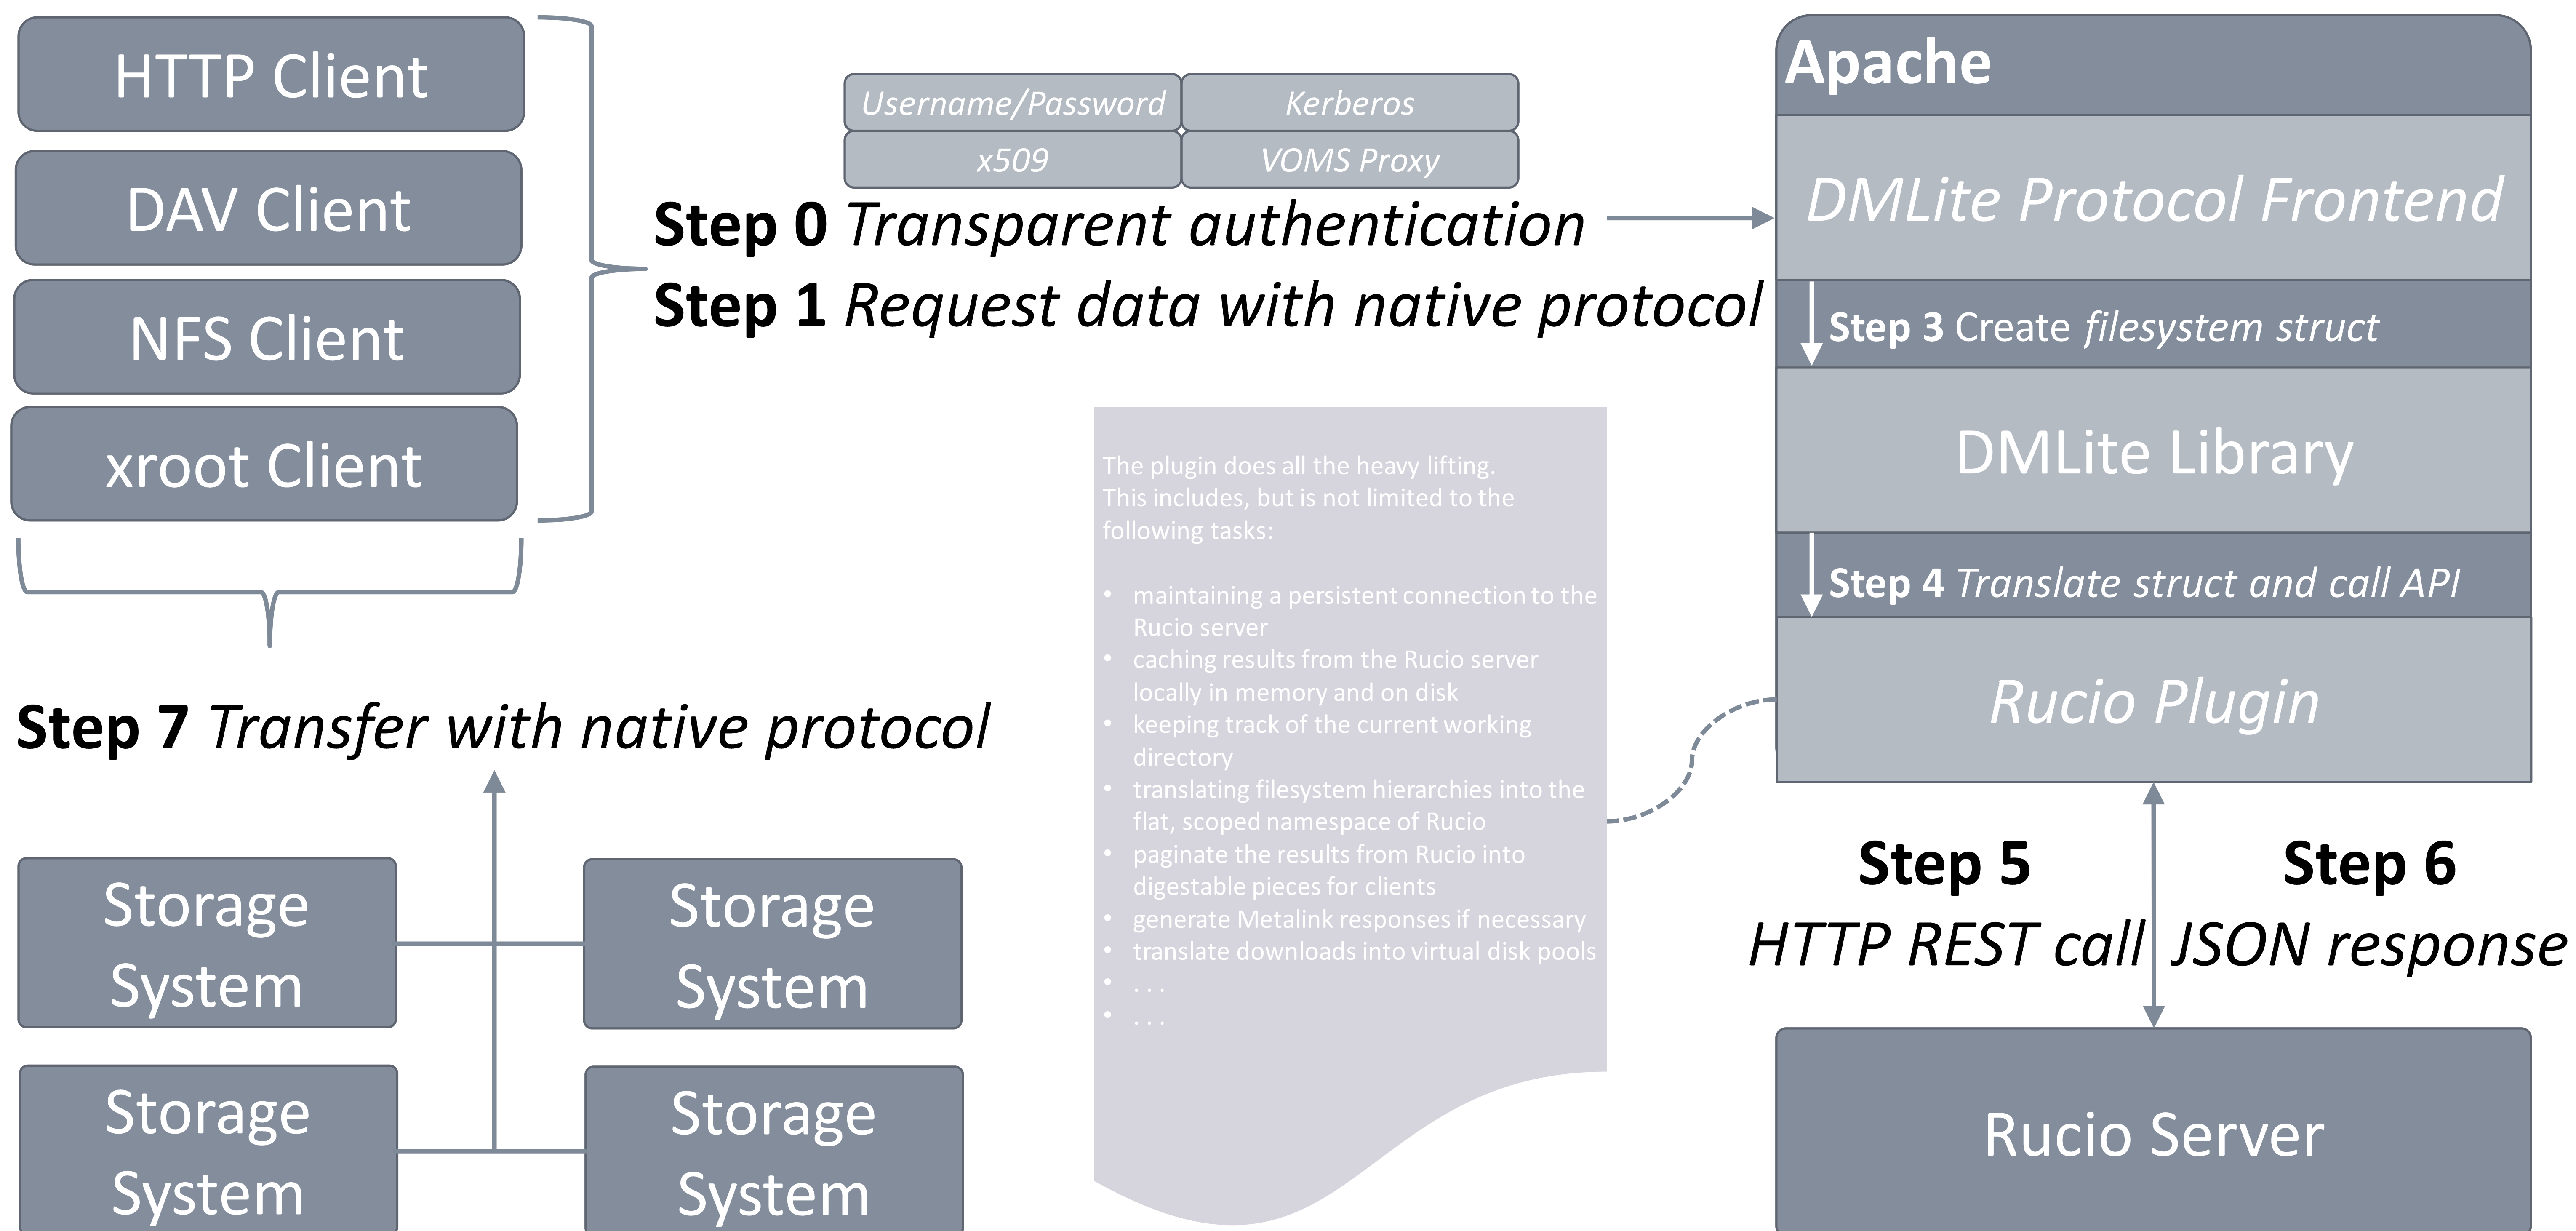 HTTP Client
DAV Client
NFS Client
xroot Client
Username/Password
Kerberos
x509
VOMS Proxy
Step 0 Transparent authentication
Step 1 Request data with native protocol
Apache
DMLite Protocol Frontend
Step 3 Create filesystem struct
DMLite Library
Step 4 Translate struct and call API
Rucio Plugin
The plugin does all the heavy lifting.
This includes, but is not limited to the
following tasks:
• maintaining a persistent connection to the
Rucio server
• caching results from the Rucio server
locally in memory and on disk
• keeping track of the current working
directory
• translating filesystem hierarchies into the
flat, scoped namespace of Rucio
• paginate the results from Rucio into
digestable pieces for clients
• generate Metalink responses if necessary
• translate downloads into virtual disk pools
• . . .
• . . .
Step 5
HTTP REST call
Step 6
JSON response
Rucio Server
Step 7 Transfer with native protocol
Storage
System
Storage
System
Storage
System
Storage
System